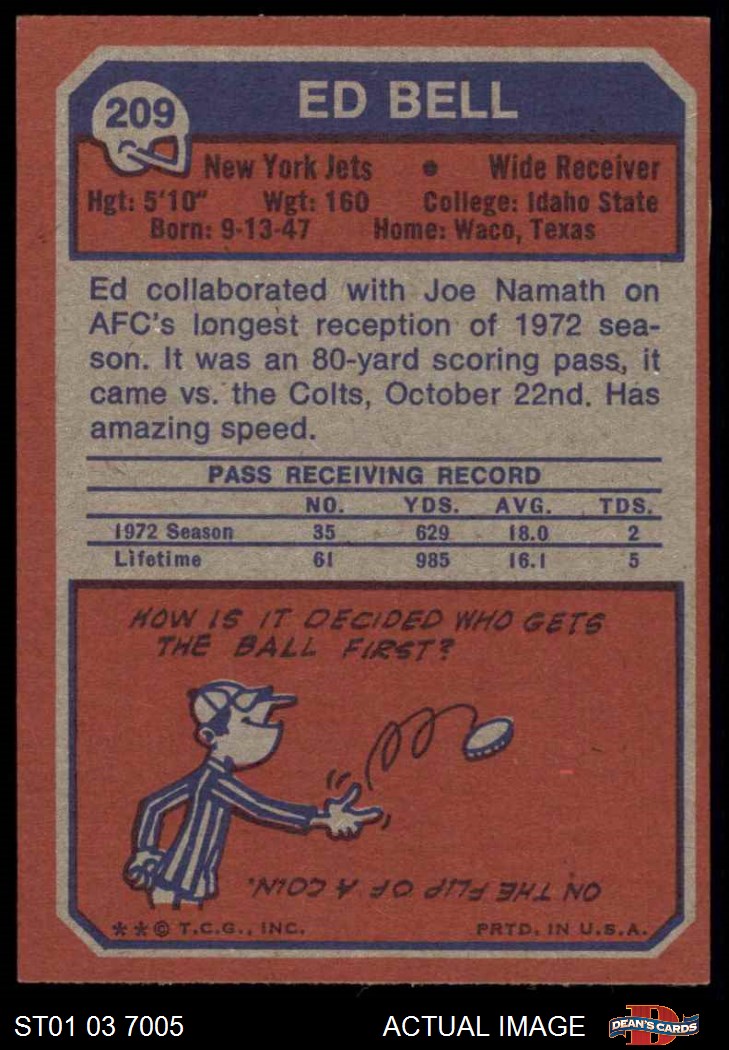 209
ED BELL
New York Jets • Wide Receiver
Hgt: 5'10" Wgt: 160 College: Idaho State
Born: 9-13-47 Home: Waco, Texas
Ed collaborated with Joe Namath on
AFC's longest reception of 1972 sea-
son. It was an 80-yard scoring pass, it
came vs. the Colts, October 22nd. Has
amazing speed.
PASS RECEIVING RECORD
NO. YDS. AVG. TDS.
1972 Season 35 629 18.0 2
Lifetime 61 985 16.1 5
HOW IS IT DECIDED WHO GETS
THE BALL FIRST?
ON THE FLIP OF A COIN.
**© T.C.G., INC. PRTD. IN U.S.A.
ST01 03 7005 ACTUAL IMAGE DEAN'S CARDS